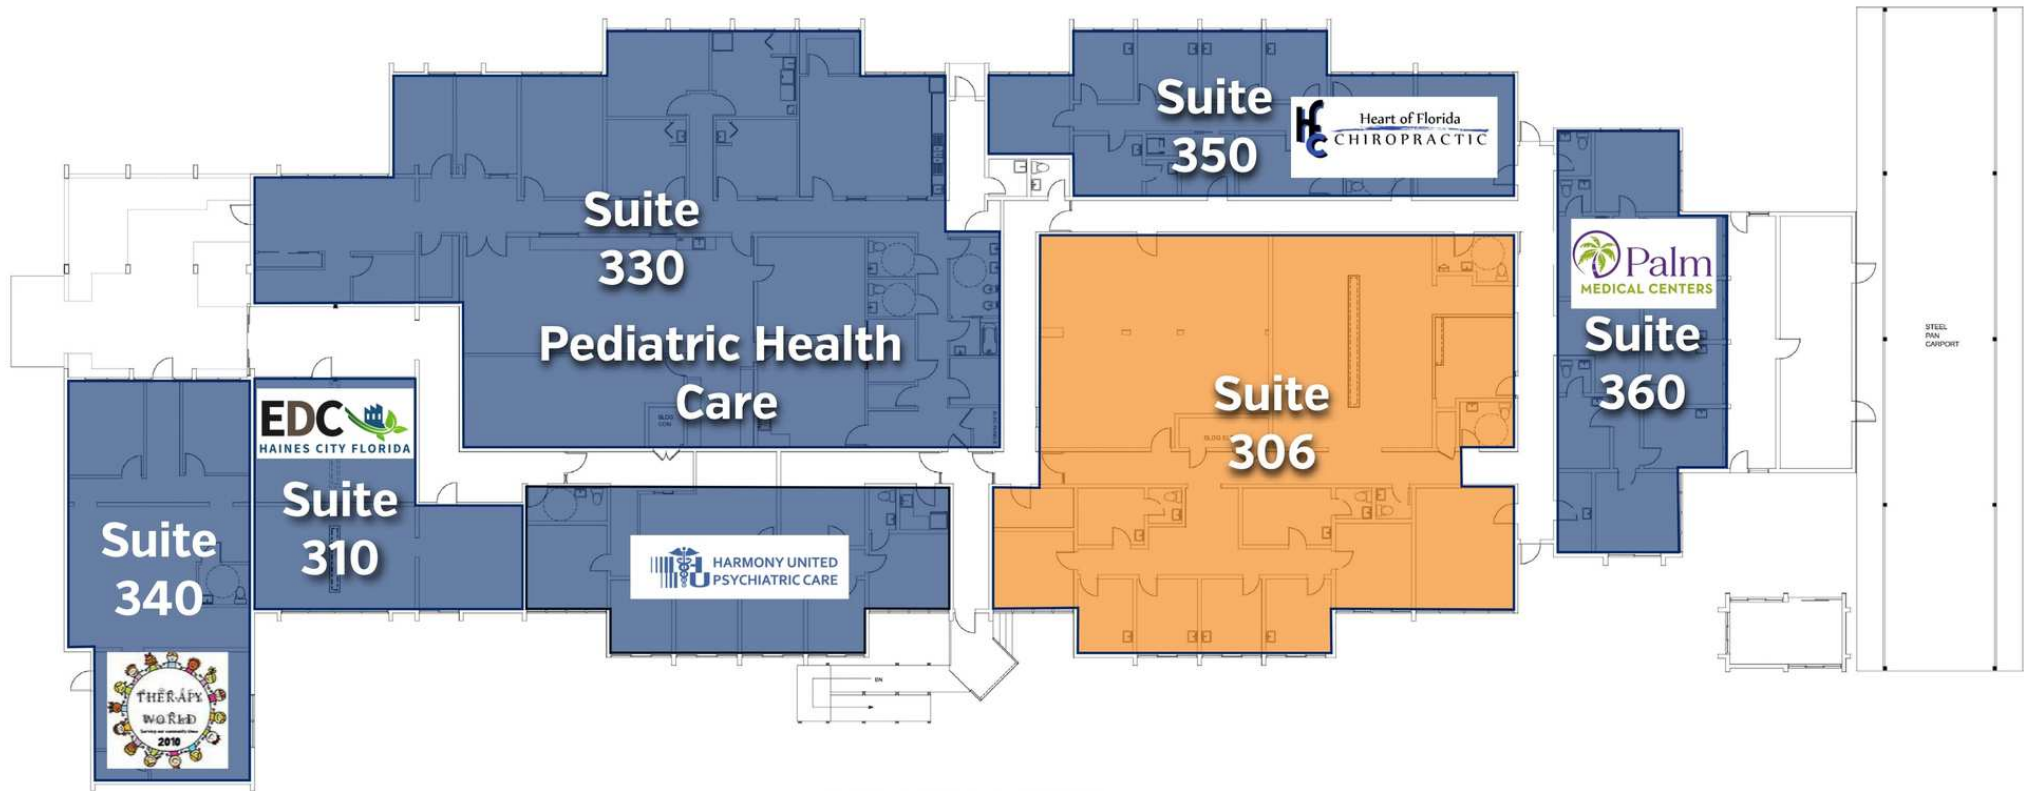 Suite
330
Pediatric Health
Care
Suite
350
Heart of Florida
CHIROPRACTIC
Palm
MEDICAL CENTERS
Suite
360
STEEL
PAN
CARPORT
Suite
306
EDC
HAINES CITY FLORIDA
Suite
310
HARMONY UNITED
PSYCHIATRIC CARE
Suite
340
THERAPY
WORLD
2010